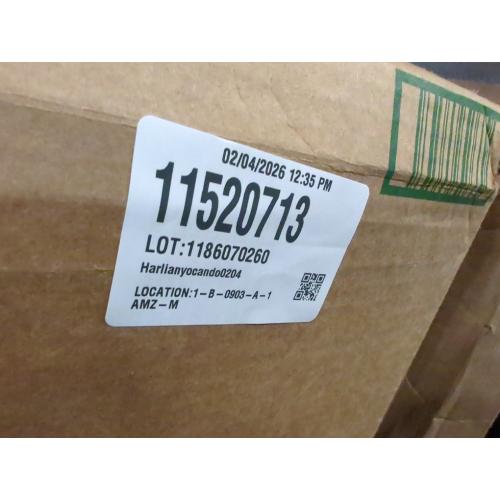 02/04/2026 12:35 PM
11520713
LOT:1186070260
Harlianyocando0204
LOCATION:1-B-0903-A-1
AMZ-M